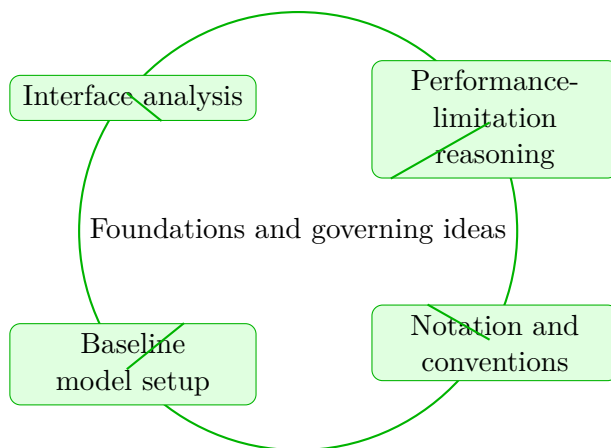 Interface analysis
Performance-
limitation
reasoning
Foundations and governing ideas
Baseline
model setup
Notation and
conventions